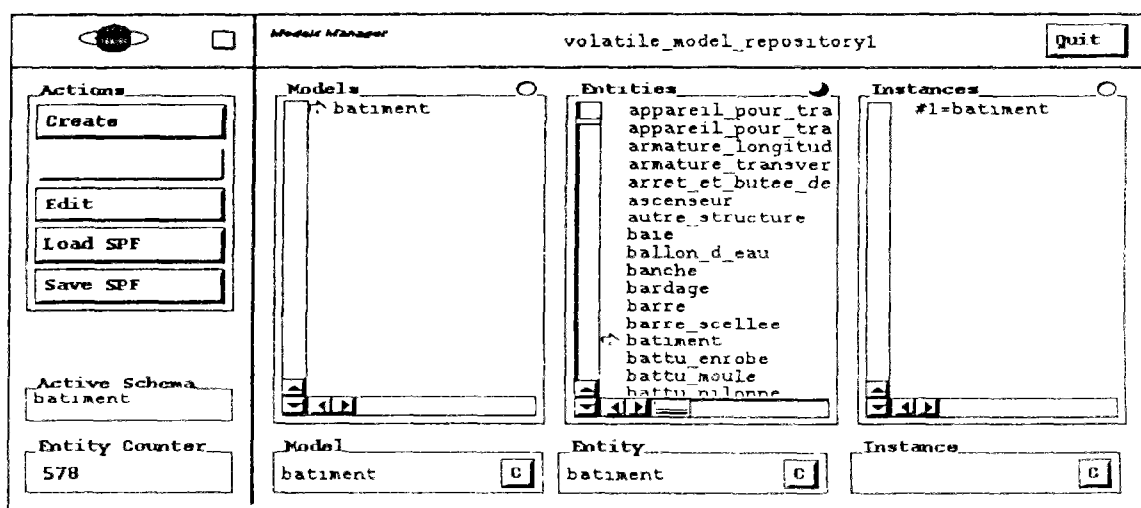 Models Manager
volatile_model_repository1
Quit
Actions
Create
Edit
Load SPF
Save SPF
Active Schema
batiment
Entity Counter
578
Models
batiment
Model
batiment
C
Entities
appareil_pour_tra
appareil_pour_tra
armature_longitud
armature_transver
arret_et_butee_de
ascenseur
autre_structure
baie
ballon_d_eau
banche
bardage
barre
barre_scellee
batiment
battu_enrobe
battu_moule
battu_pilonne
Entity
batiment
C
Instances
#1=batiment
Instance
C